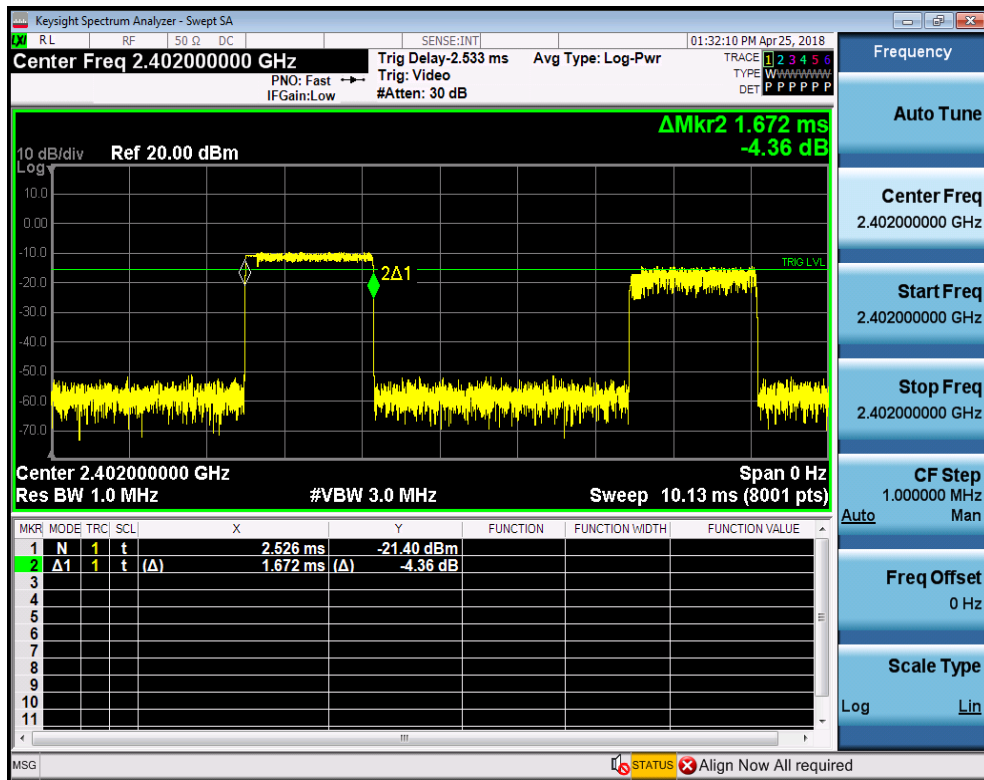 Keysight Spectrum Analyzer - Swept SA
LXI RL RF 50 Ω DC SENSE:INT 01:32:10 PM Apr 25, 2018
Center Freq 2.402000000 GHz
PNO: Fast
IFGain:Low
Trig Delay-2.533 ms
Trig: Video
#Atten: 30 dB
Avg Type: Log-Pwr
TRACE 1 2 3 4 5 6
TYPE WWWWWW
DET P P P P P P
ΔMkr2 1.672 ms
-4.36 dB
10 dB/div Ref 20.00 dBm
Log
10.0
0.00
-10.0
-20.0
-30.0
-40.0
-50.0
-60.0
-70.0
2Δ1
TRIG LVL
Center 2.402000000 GHz Span 0 Hz
Res BW 1.0 MHz #VBW 3.0 MHz Sweep 10.13 ms (8001 pts)
MKR MODE TRC SCL X Y FUNCTION FUNCTION WIDTH FUNCTION VALUE
1 N 1 t 2.526 ms -21.40 dBm
2 Δ1 1 t (Δ) 1.672 ms (Δ) -4.36 dB
3
4
5
6
7
8
9
10
11
MSG STATUS Align Now All required
Frequency
Auto Tune
Center Freq
2.402000000 GHz
Start Freq
2.402000000 GHz
Stop Freq
2.402000000 GHz
CF Step
1.000000 MHz
Auto Man
Freq Offset
0 Hz
Scale Type
Log Lin